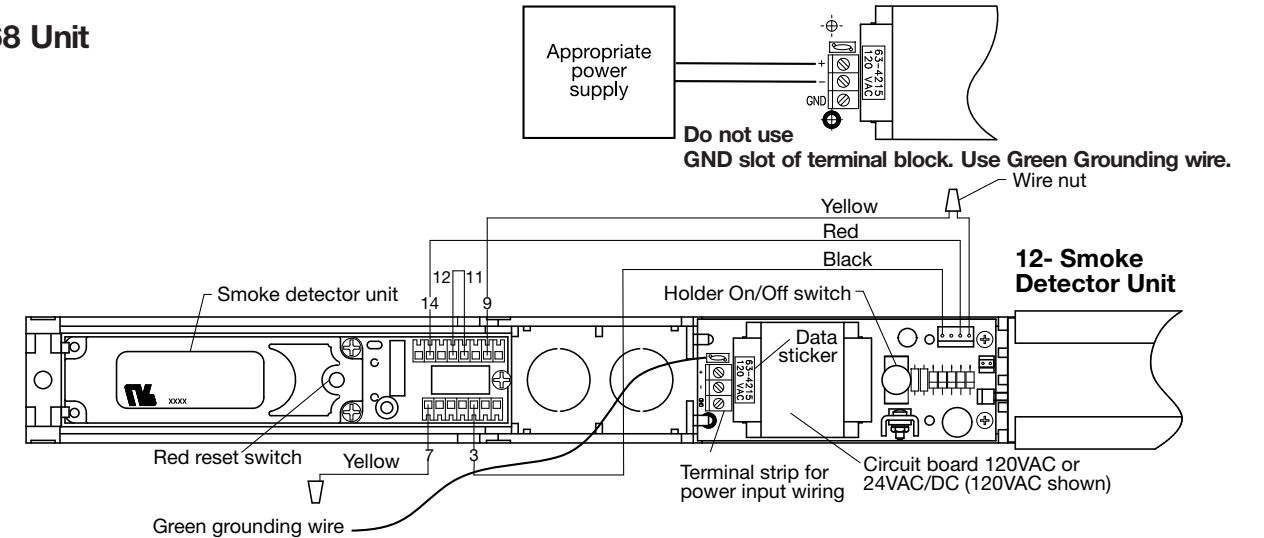 68 Unit
Appropriate
power
supply
+
−
GND
63-4215
120 VAC
Do not use
GND slot of terminal block. Use Green Grounding wire.
Wire nut
Yellow
Red
Black
12- Smoke
Detector Unit
12 11
14 9
Smoke detector unit
Holder On/Off switch
Data
sticker
63-4215
120 VAC
xxxx
Red reset switch
Yellow
7 3
Terminal strip for
power input wiring
Circuit board 120VAC or
24VAC/DC (120VAC shown)
Green grounding wire